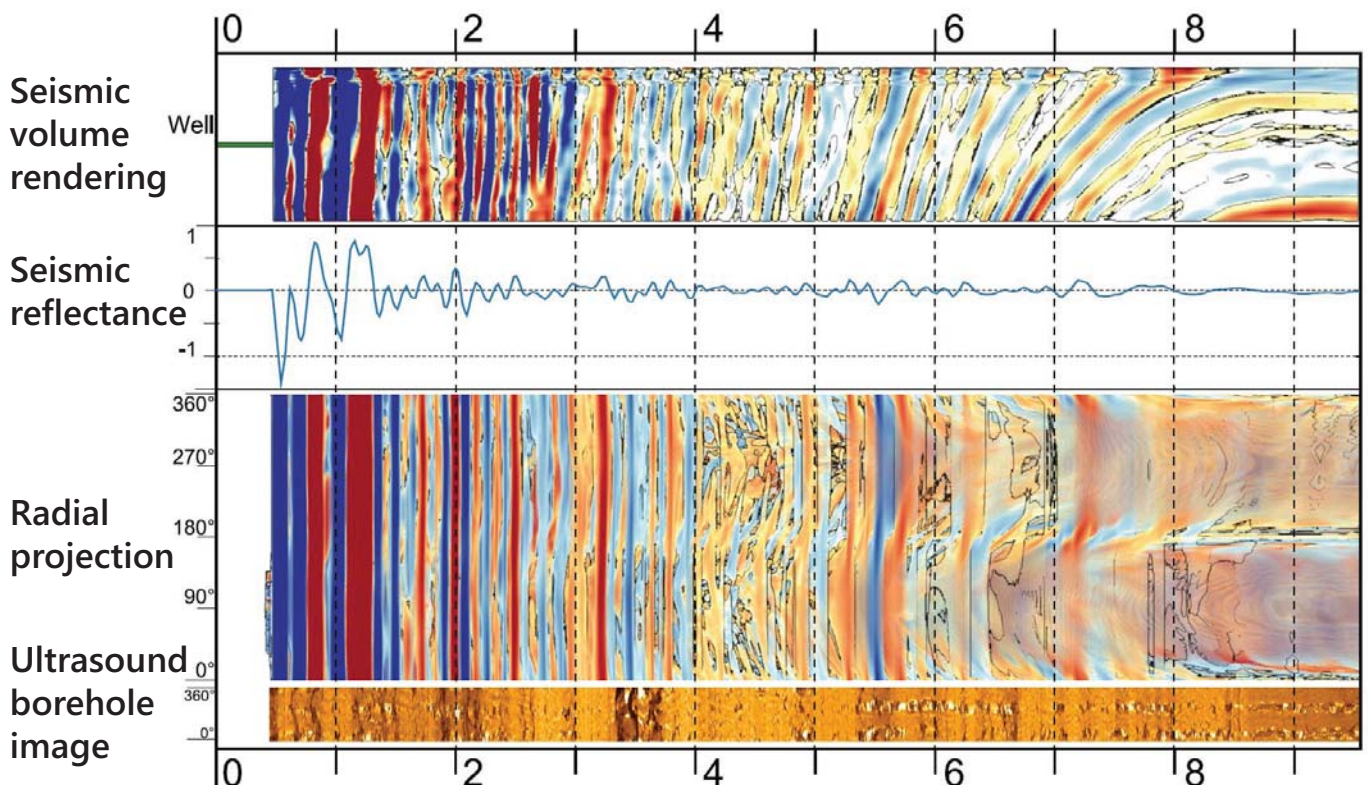 0 2 4 6 8
Seismic
volume
rendering
Well
Seismic
reflectance
1
0
-1
Radial
projection
360°
270°
180°
90°
0°
Ultrasound
borehole
image
360°
0°
0 2 4 6 8